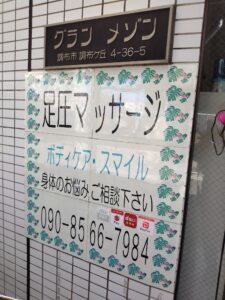 グラン メゾン
調布市 調布ケ丘 4-36-5
足圧マッサージ
ボディケア・スマイル
身体のお悩み、ご相談下さい
090-8566-7984